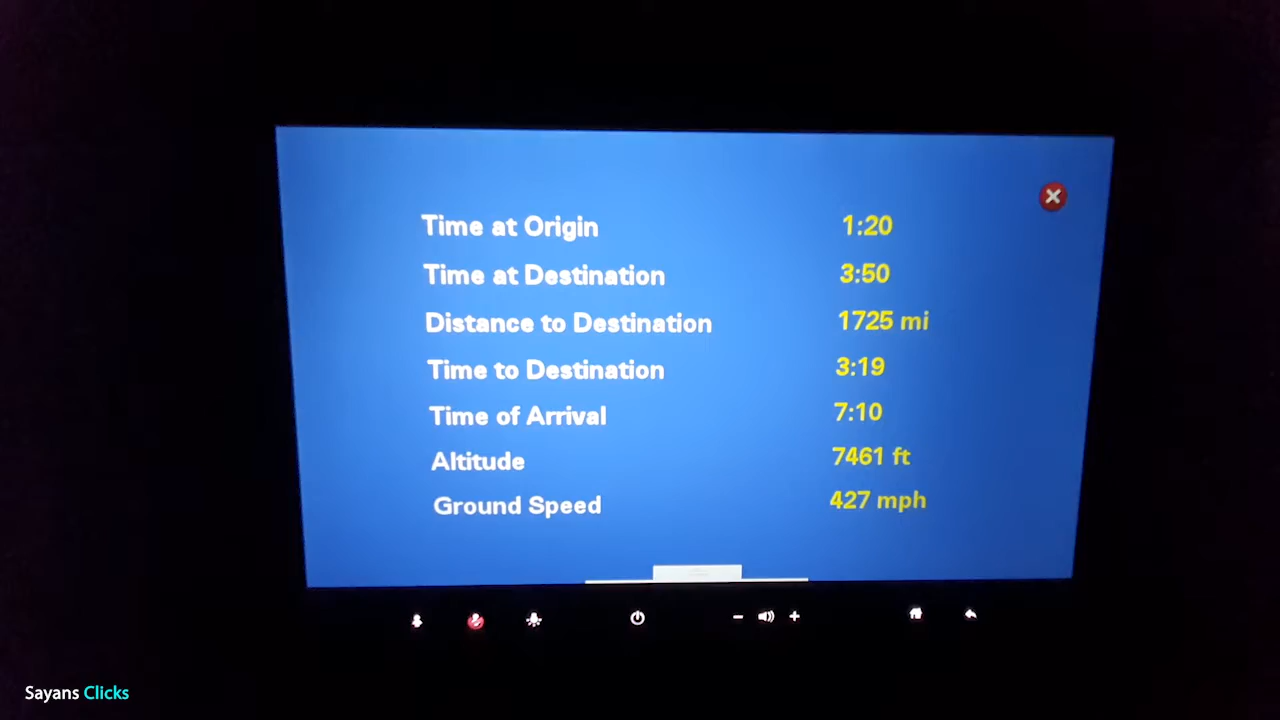 Time at Origin 1:20
Time at Destination 3:50
Distance to Destination 1725 mi
Time to Destination 3:19
Time of Arrival 7:10
Altitude 7461 ft
Ground Speed 427 mph
Sayans Clicks